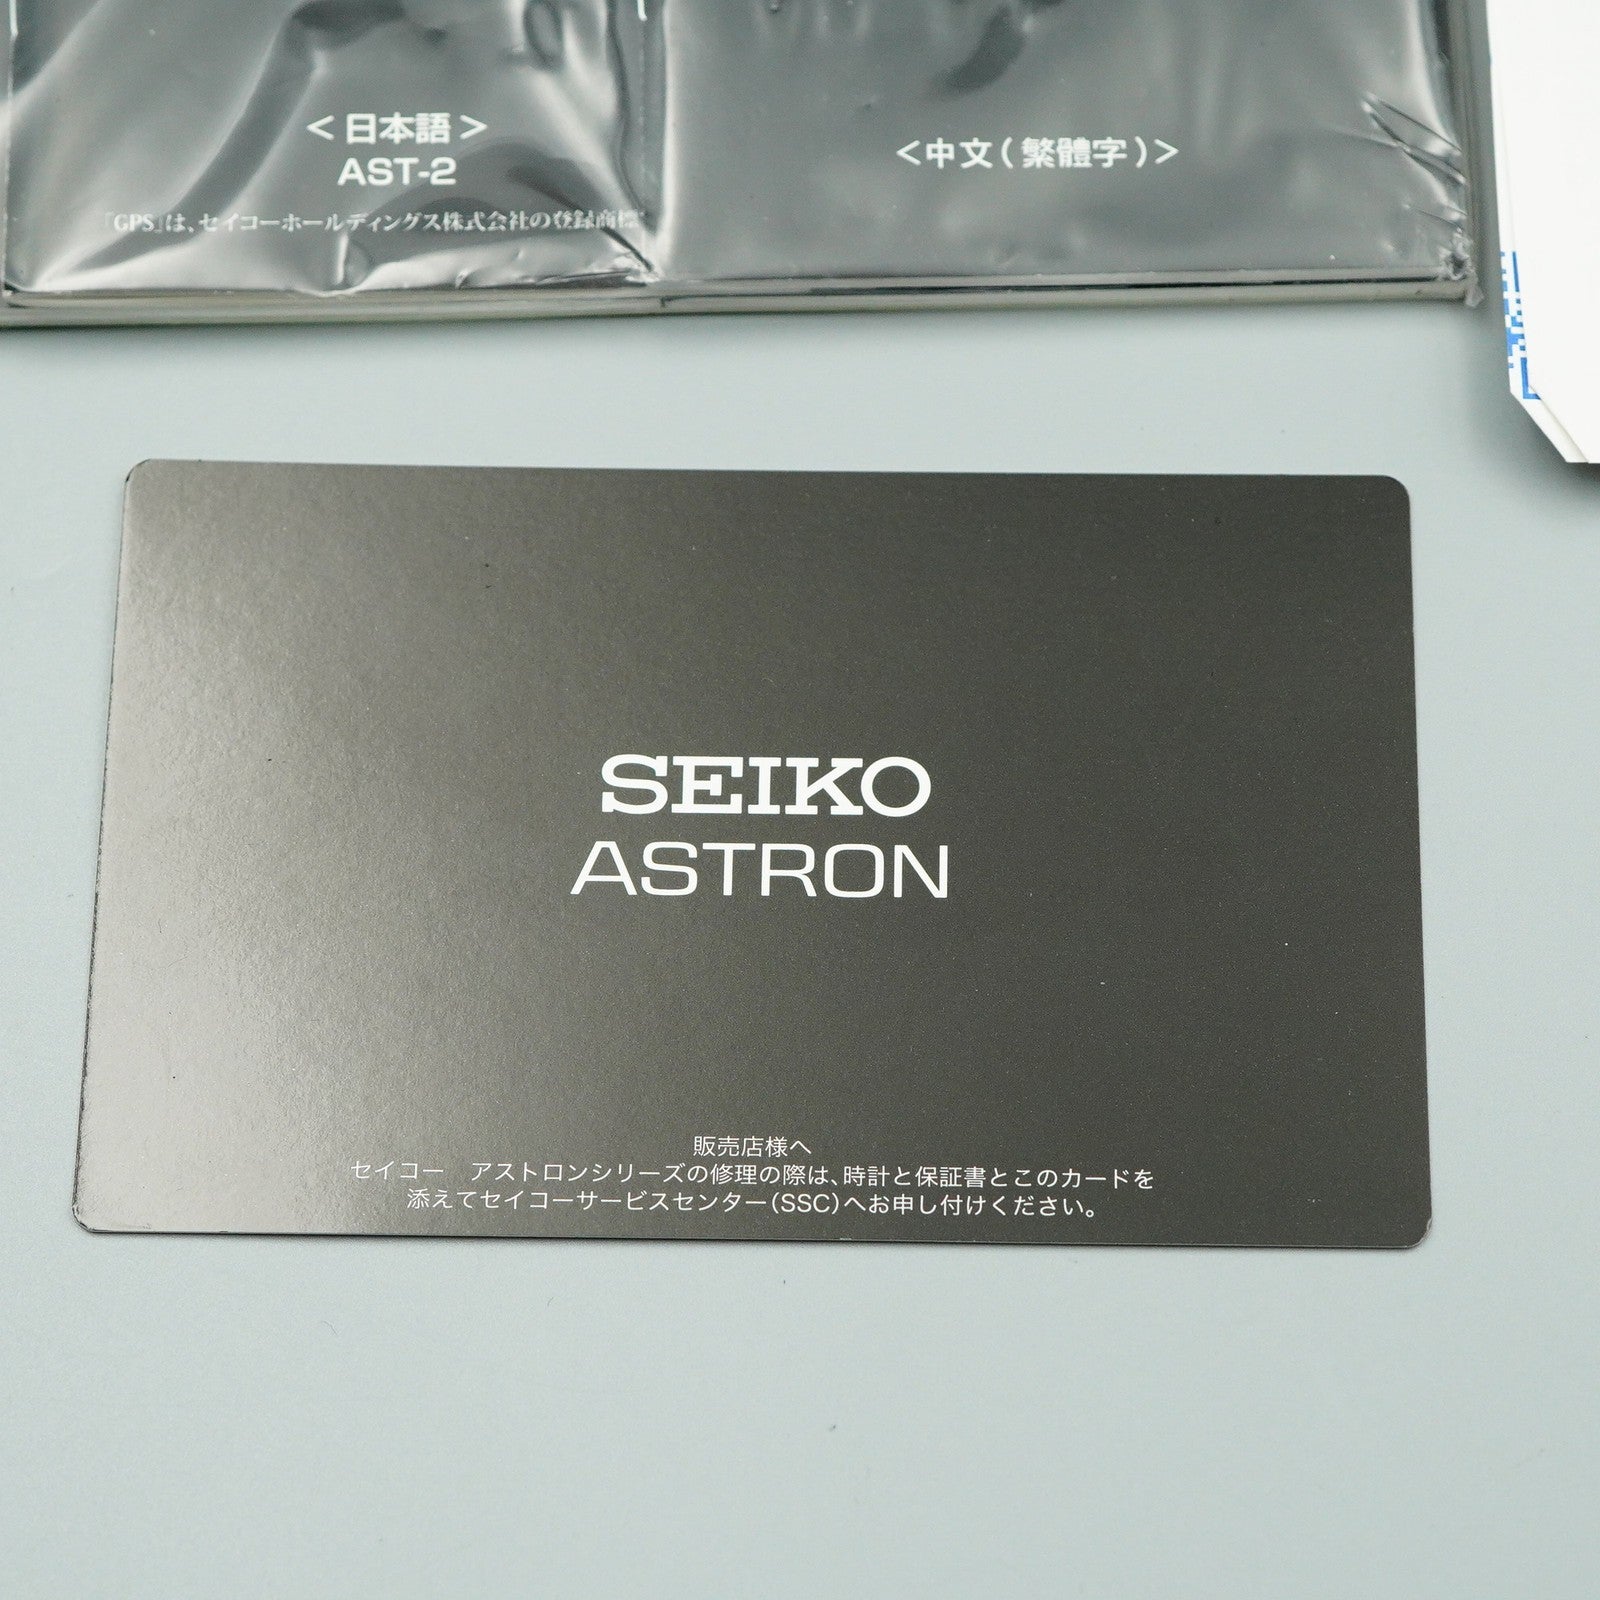 ＜日本語＞
AST-2
「GPS」は、セイコーホールディングス株式会社の登録商標
＜中文(繁體字)＞
SEIKO
ASTRON
販売店様へ
セイコー　アストロンシリーズの修理の際は、時計と保証書とこのカードを
添えてセイコーサービスセンター(SSC)へお申し付けください。